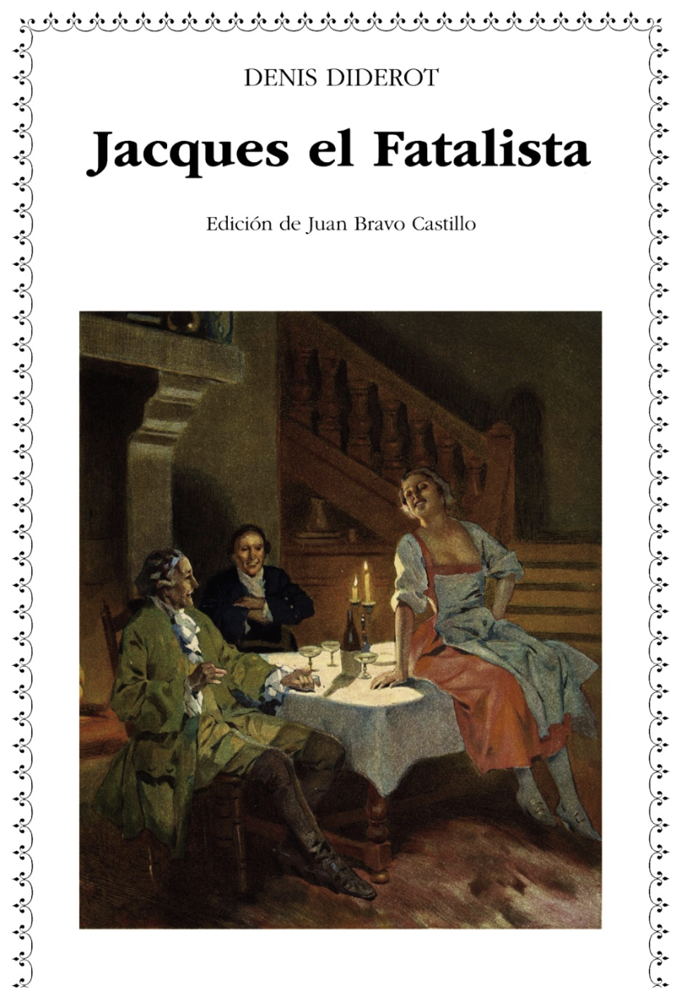 DENIS DIDEROT
Jacques el Fatalista
Edición de Juan Bravo Castillo